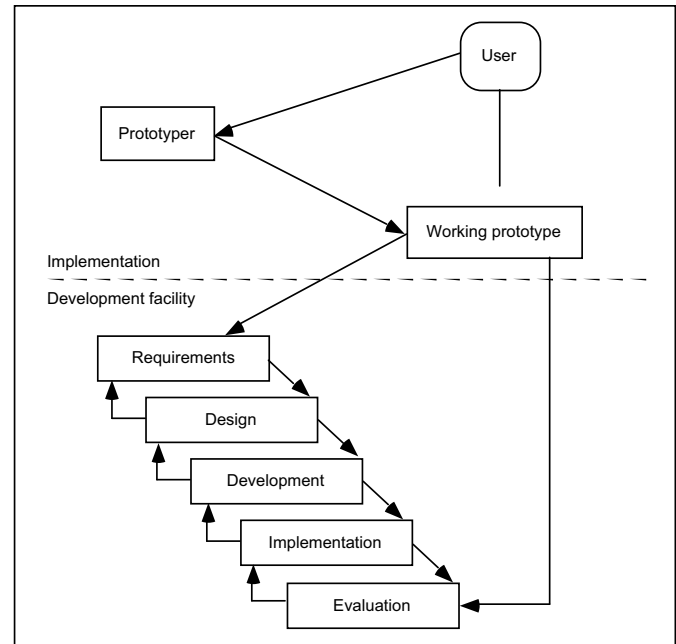 User
Prototyper
Working prototype
Implementation
Development facility
Requirements
Design
Development
Implementation
Evaluation